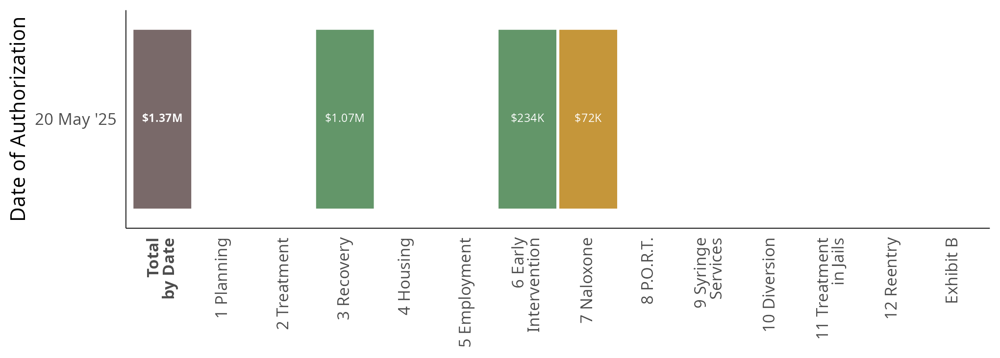 Date of Authorization
20 May '25
$1.37M
$1.07M
$234K
$72K
Total
by Date
1 Planning
2 Treatment
3 Recovery
4 Housing
5 Employment
6 Early
Intervention
7 Naloxone
8 P.O.R.T.
9 Syringe
Services
10 Diversion
11 Treatment
in Jails
12 Reentry
Exhibit B